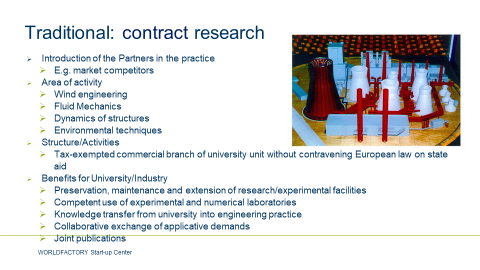 Traditional: contract research
Introduction of the Partners in the practice
E.g. market competitors
Area of activity
Wind engineering
Fluid Mechanics
Dynamics of structures
Environmental techniques
Structure/Activities
Tax-exempted commercial branch of university unit without contravening European law on state
aid
Benefits for University/Industry
Preservation, maintenance and extension of research/experimental facilities
Competent use of experimental and numerical laboratories
Knowledge transfer from university into engineering practice
Collaborative exchange of applicative demands
Joint publications
WORLDFACTORY Start-up Center